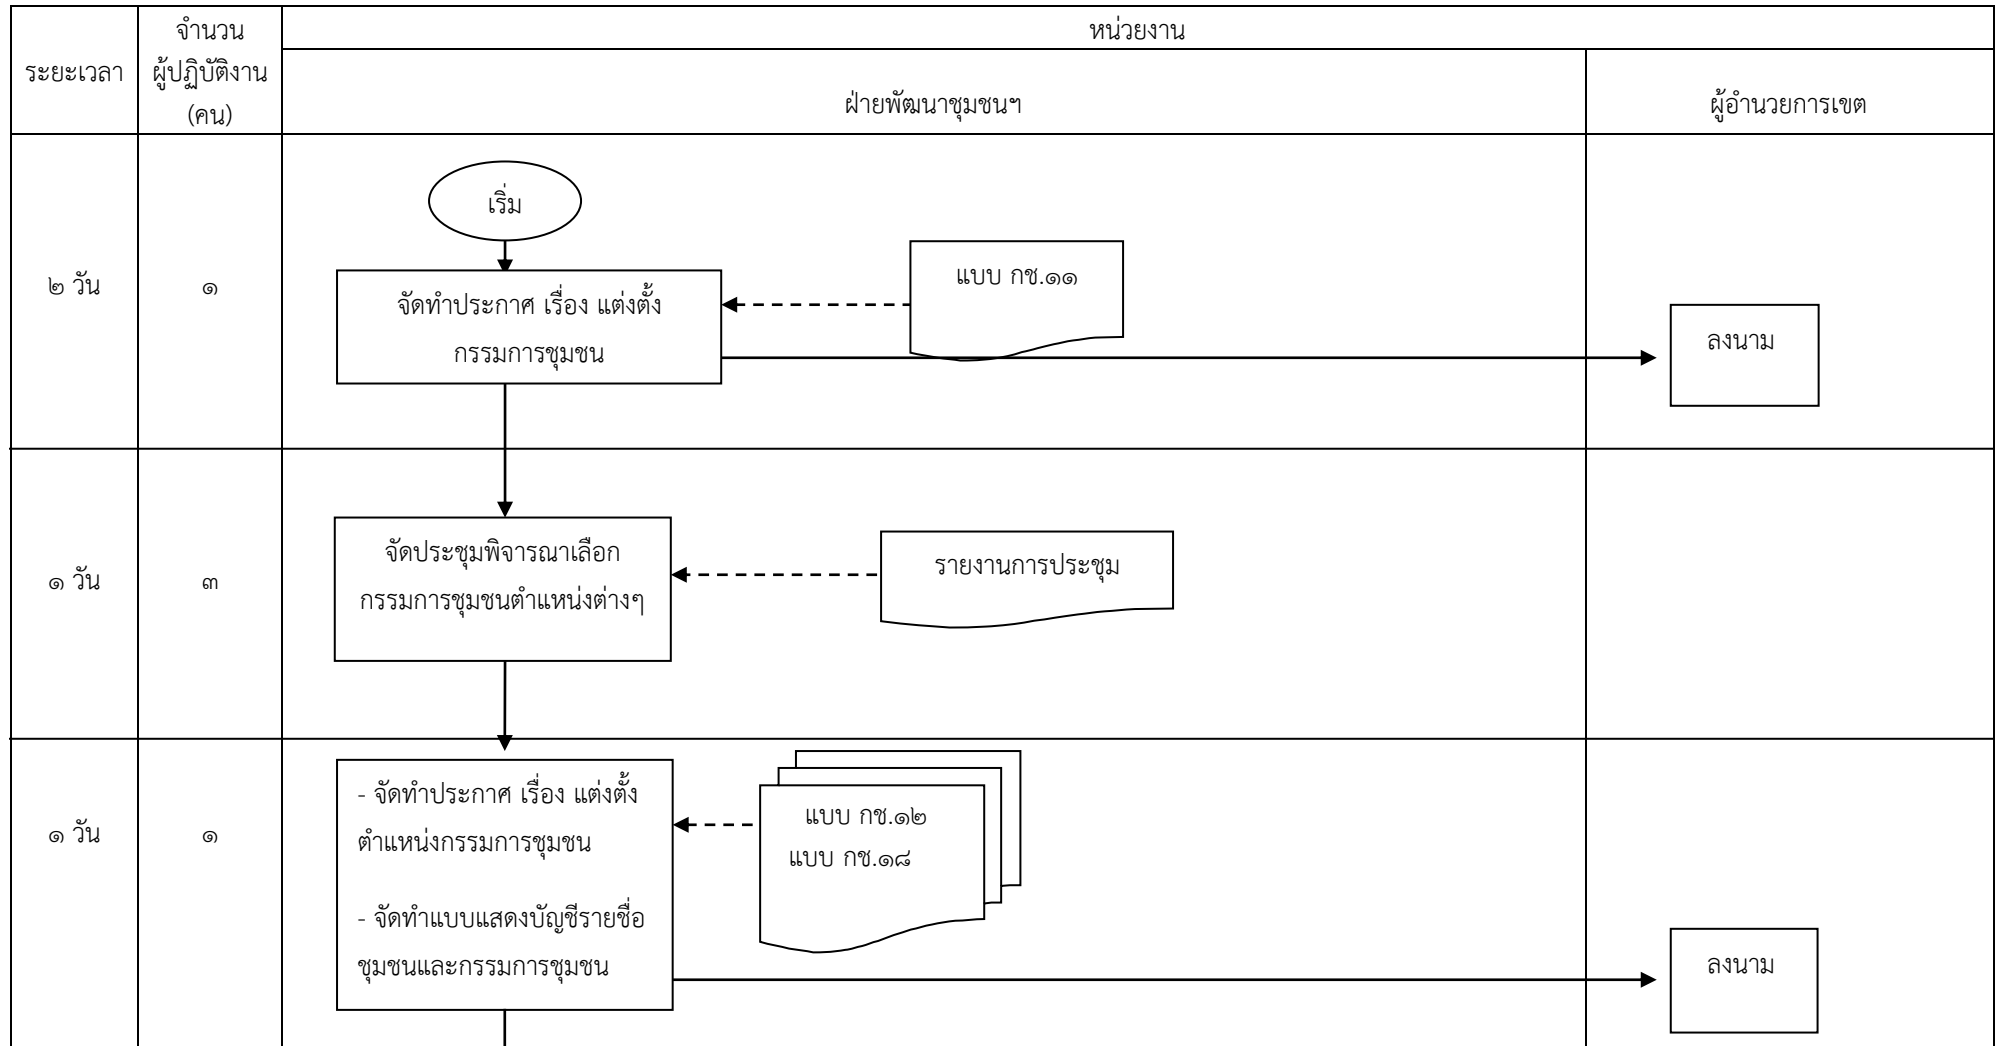 ระยะเวลา
จำนวน
ผู้ปฏิบัติงาน
(คน)
หน่วยงาน
ฝ่ายพัฒนาชุมชนฯ
ผู้อำนวยการเขต
เริ่ม
๒ วัน
๑
จัดทำประกาศ เรื่อง แต่งตั้ง
กรรมการชุมชน
แบบ กช.๑๑
ลงนาม
๑ วัน
๓
จัดประชุมพิจารณาเลือก
กรรมการชุมชนตำแหน่งต่างๆ
รายงานการประชุม
๑ วัน
๑
- จัดทำประกาศ เรื่อง แต่งตั้ง
ตำแหน่งกรรมการชุมชน
- จัดทำแบบแสดงบัญชีรายชื่อ
ชุมชนและกรรมการชุมชน
แบบ กช.๑๒
แบบ กช.๑๘
ลงนาม